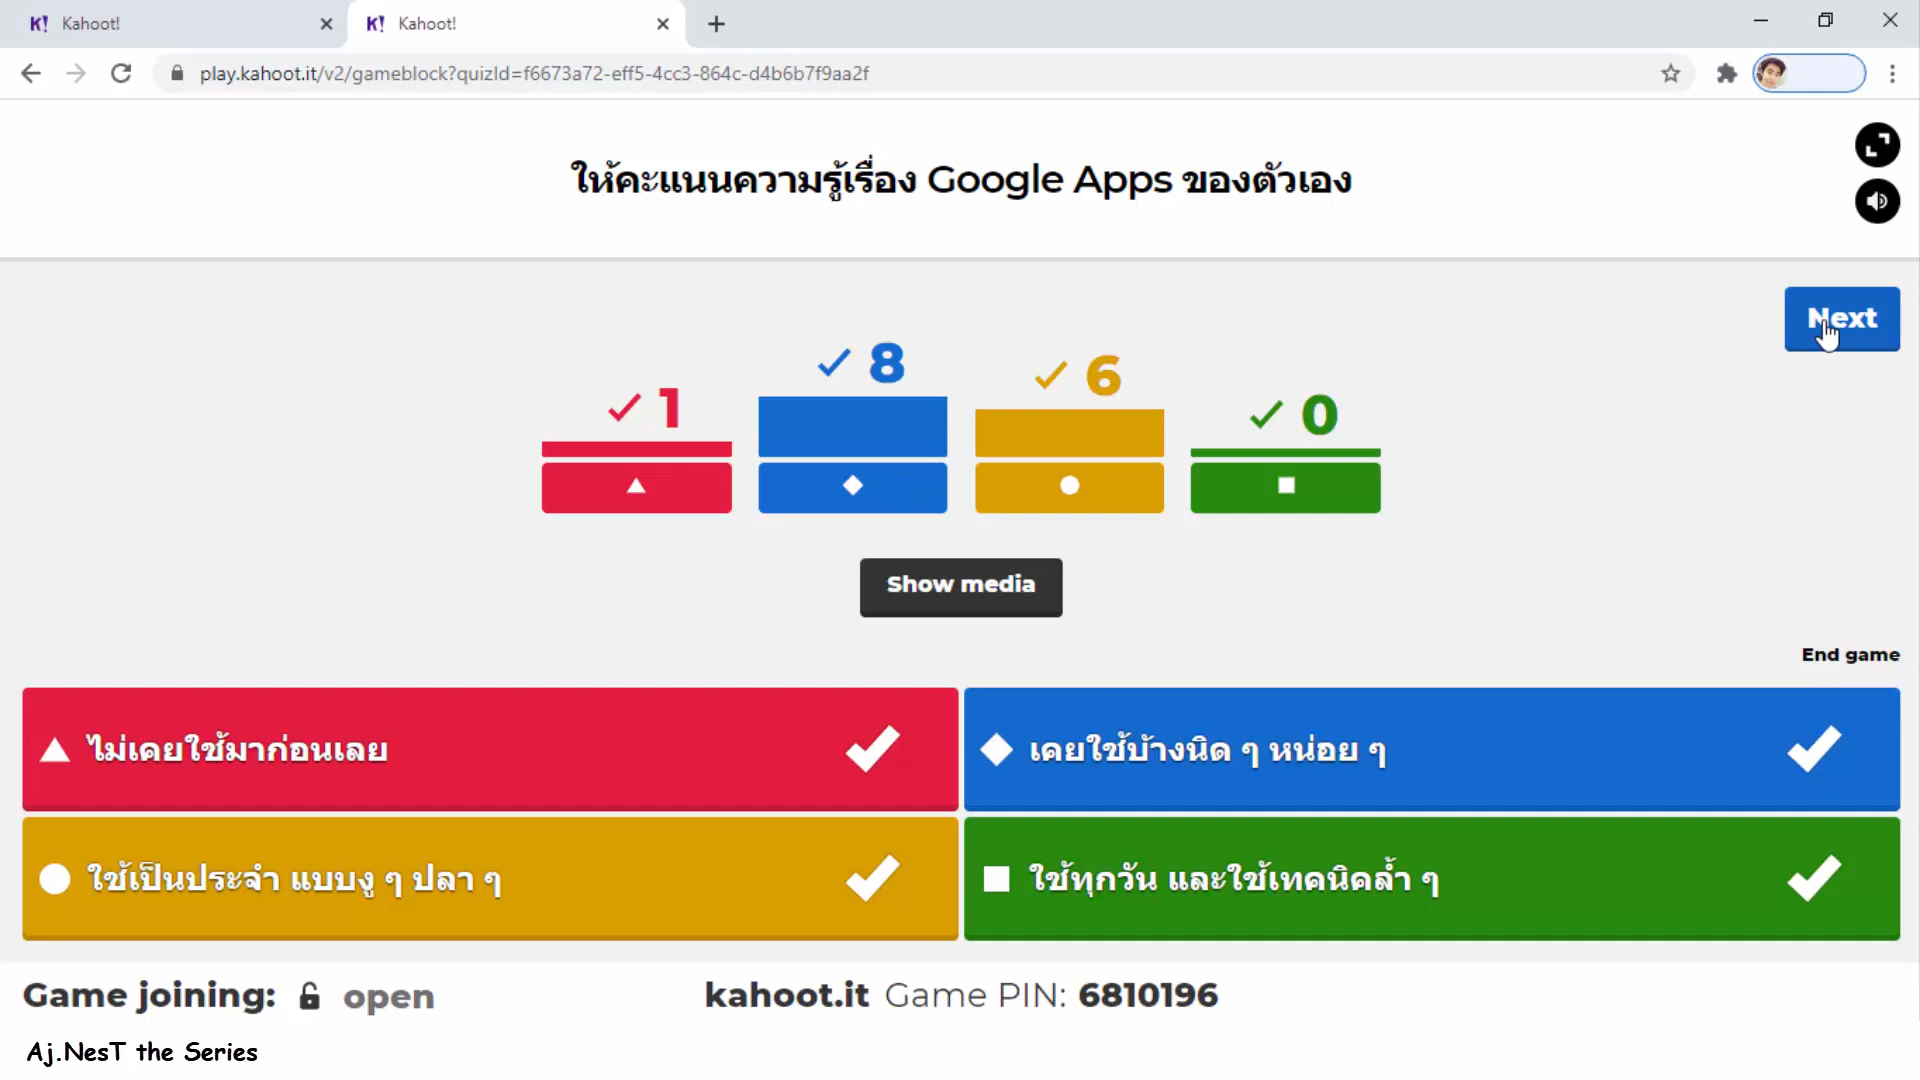 K! Kahoot!
K! Kahoot!
play.kahoot.it/v2/gameblock?quizId=f6673a72-eff5-4cc3-864c-d4b6b7f9aa2f
ให้คะแนนความรู้เรื่อง Google Apps ของตัวเอง
Next
1
8
6
0
Show media
End game
ไม่เคยใช้มาก่อนเลย
เคยใช้บ้างนิด ๆ หน่อย ๆ
ใช้เป็นประจำ แบบงู ๆ ปลา ๆ
ใช้ทุกวัน และใช้เทคนิคล้ำ ๆ
Game joining: open
kahoot.it Game PIN: 6810196
Aj.NesT the Series